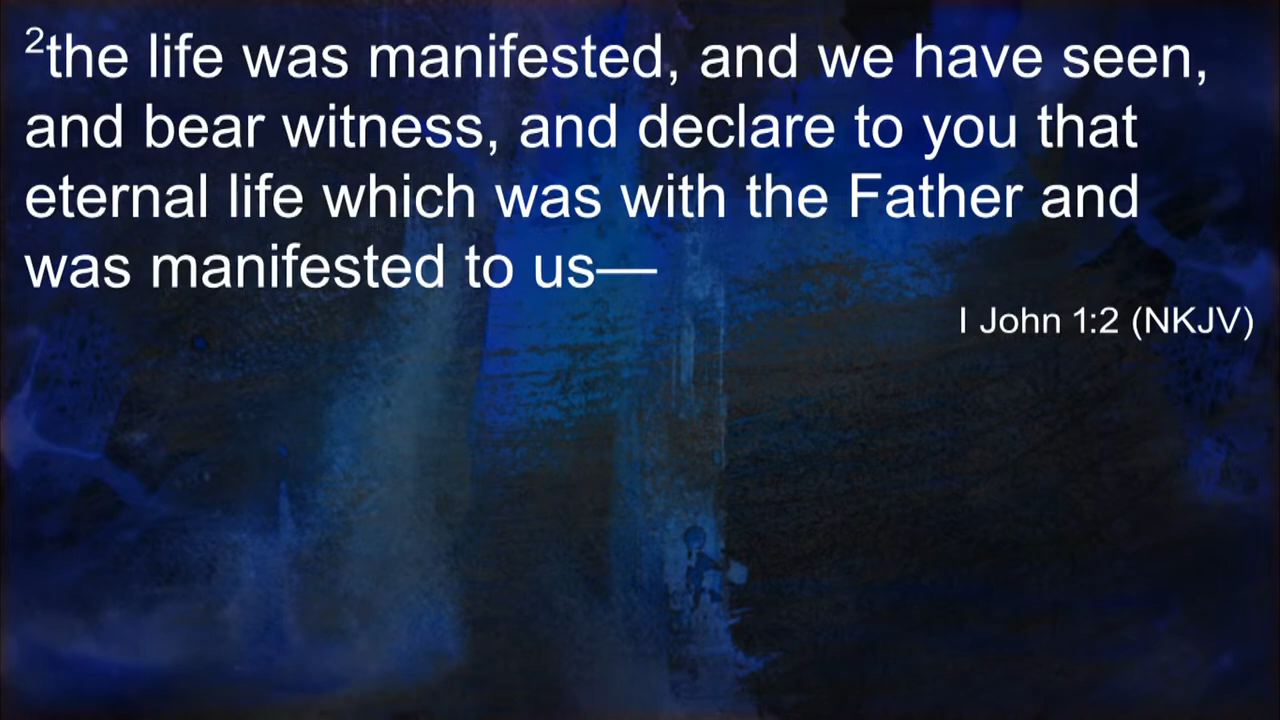 ²the life was manifested, and we have seen,
and bear witness, and declare to you that
eternal life which was with the Father and
was manifested to us—
I John 1:2 (NKJV)